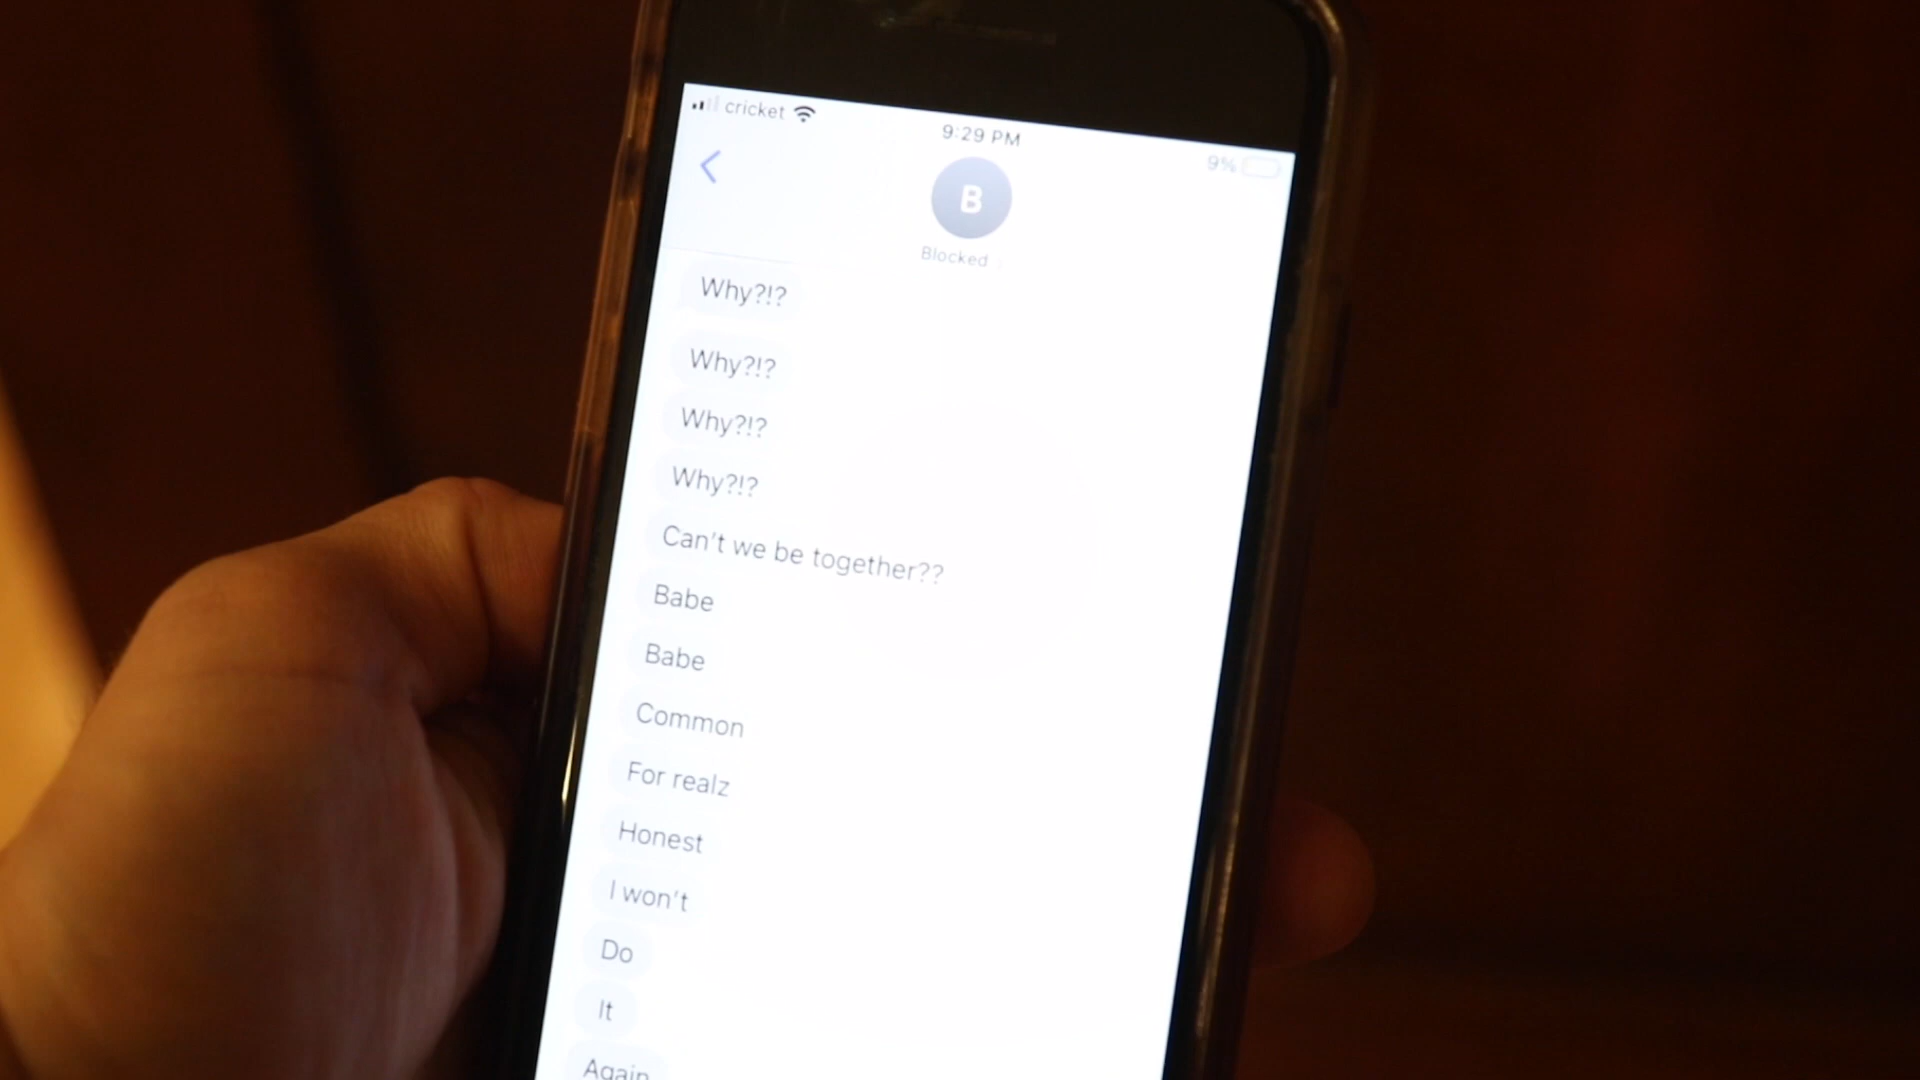 cricket
9:29 PM
9%
B
Blocked
Why?!?
Why?!?
Why?!?
Why?!?
Can't we be together??
Babe
Babe
Common
For realz
Honest
I won't
Do
It
Again